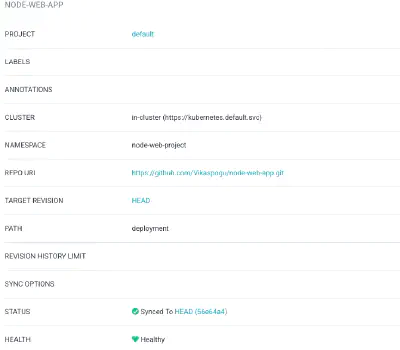 NODE-WEB-APP
PROJECT default
LABELS
ANNOTATIONS
CLUSTER in-cluster (https://kubernetes.default.svc)
NAMESPACE node-web-project
REPO URL https://github.com/Vikaspogu/node-web-app.git
TARGET REVISION HEAD
PATH deployment
REVISION HISTORY LIMIT
SYNC OPTIONS
STATUS Synced To HEAD (56e64a4)
HEALTH Healthy